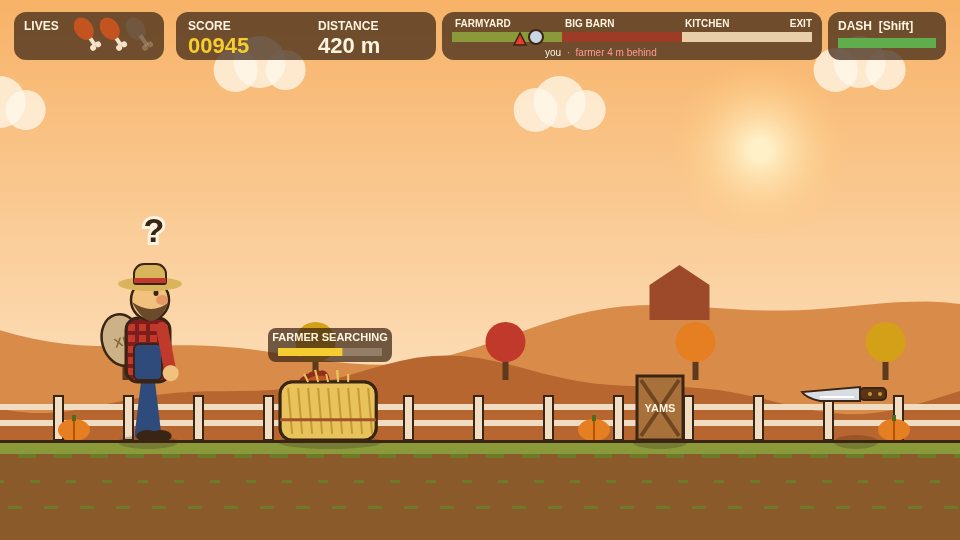 LIVES
SCORE
00945
DISTANCE
420 m
FARMYARD BIG BARN KITCHEN EXIT
you · farmer 4 m behind
DASH [Shift]
?
FARMER SEARCHING
YAMS